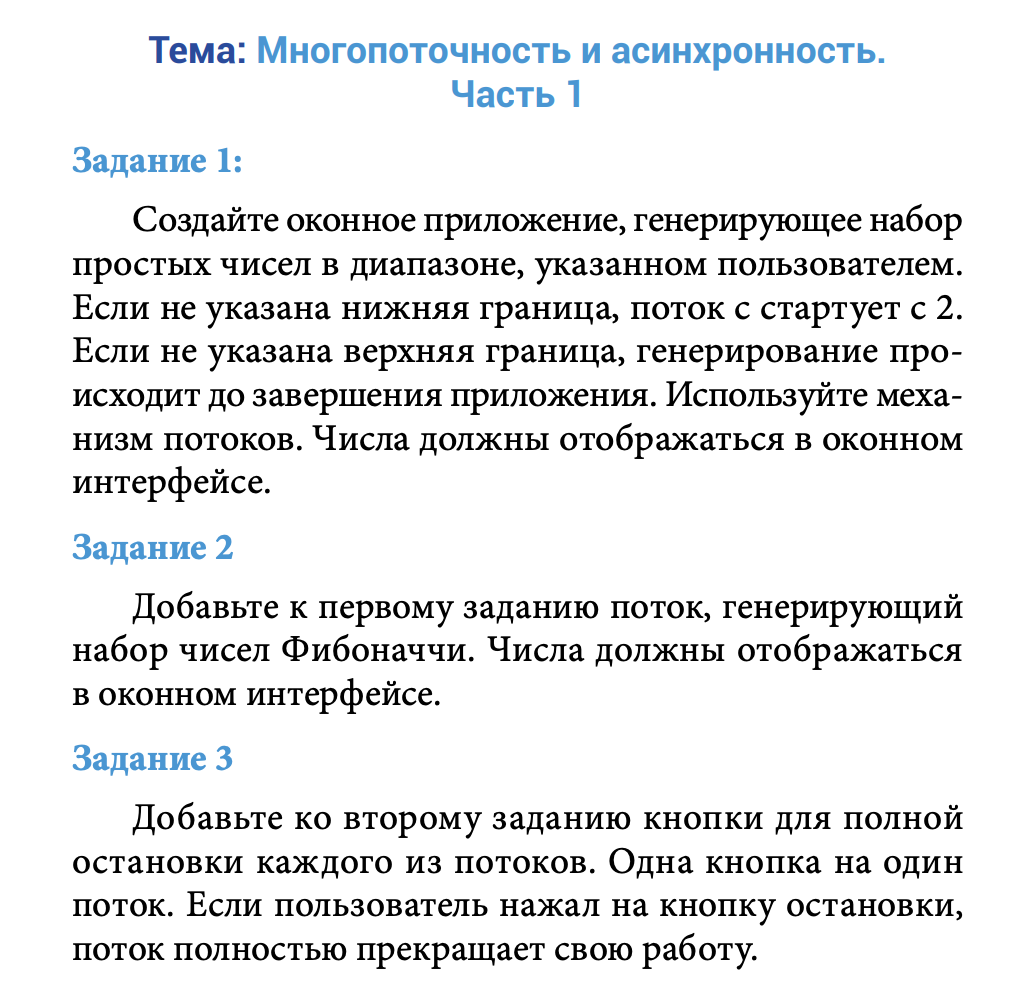 Тема: Многопоточность и асинхронность.
Часть 1
Задание 1:
Создайте оконное приложение, генерирующее набор
простых чисел в диапазоне, указанном пользователем.
Если не указана нижняя граница, поток с стартует с 2.
Если не указана верхняя граница, генерирование про-
исходит до завершения приложения. Используйте меха-
низм потоков. Числа должны отображаться в оконном
интерфейсе.
Задание 2
Добавьте к первому заданию поток, генерирующий
набор чисел Фибоначчи. Числа должны отображаться
в оконном интерфейсе.
Задание 3
Добавьте ко второму заданию кнопки для полной
остановки каждого из потоков. Одна кнопка на один
поток. Если пользователь нажал на кнопку остановки,
поток полностью прекращает свою работу.